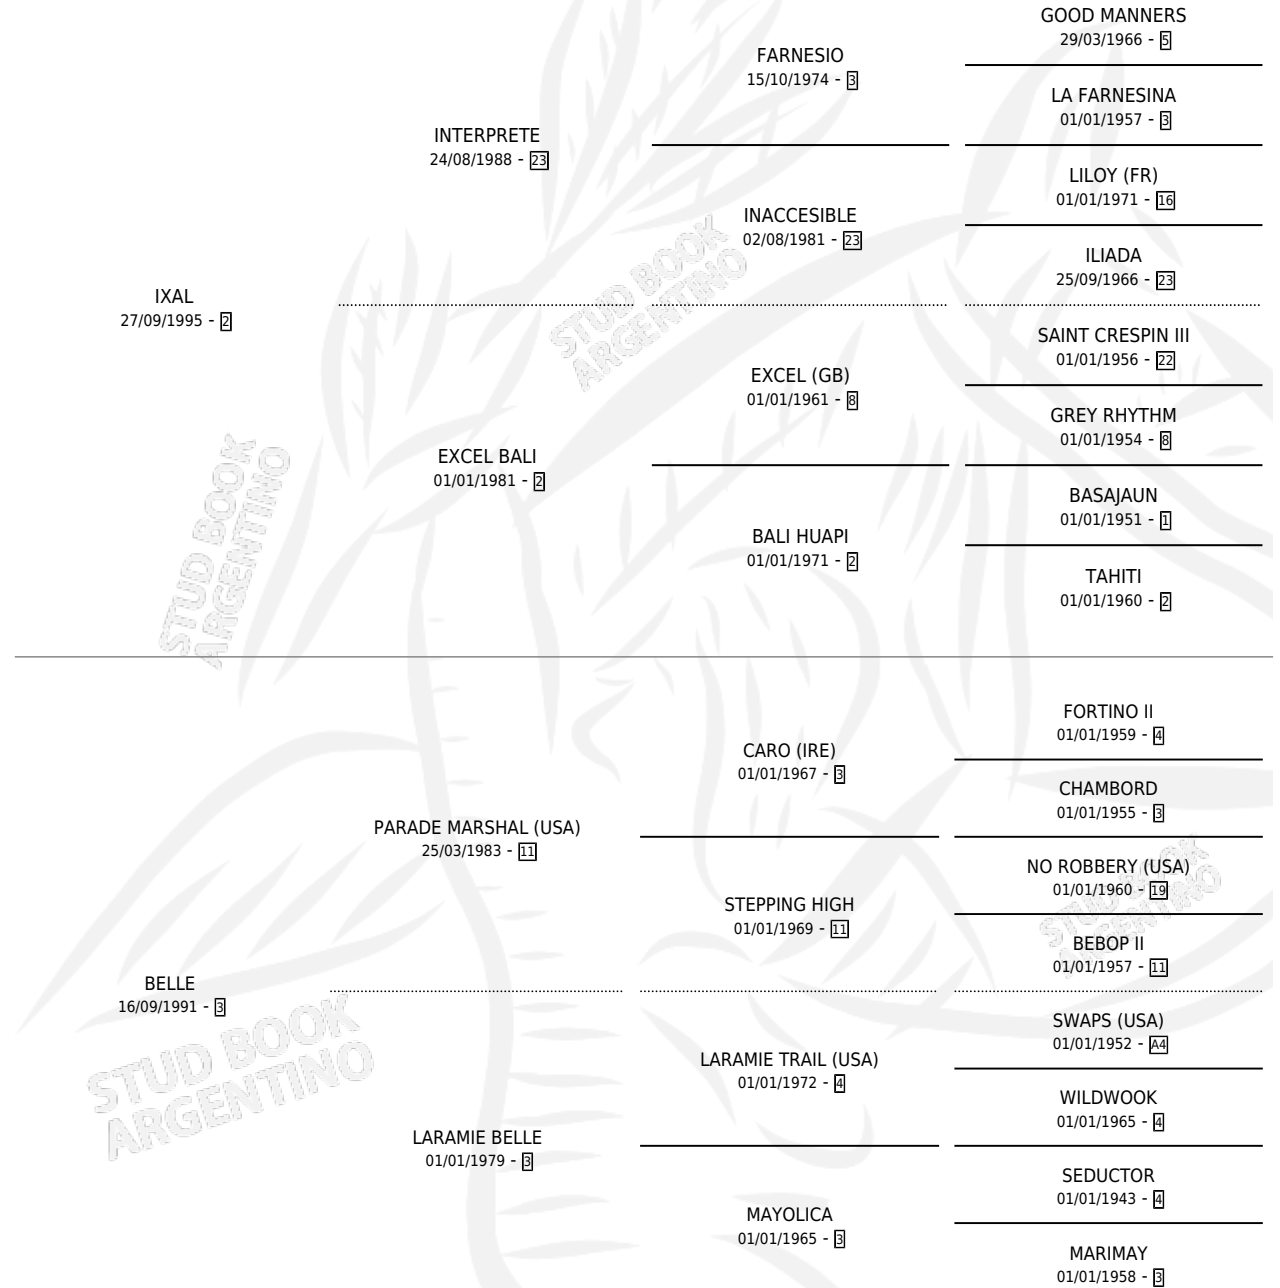 GOOD MANNERS
29/03/1966 - 5
FARNESIO
15/10/1974 - 3
LA FARNESINA
01/01/1957 - 3
INTERPRETE
24/08/1988 - 23
LILOY (FR)
01/01/1971 - 16
INACCESIBLE
02/08/1981 - 23
ILIADA
25/09/1966 - 23
IXAL
27/09/1995 - 2
SAINT CRESPIN III
01/01/1956 - 22
EXCEL (GB)
01/01/1961 - 8
GREY RHYTHM
01/01/1954 - 8
EXCEL BALI
01/01/1981 - 2
BASAJAUN
01/01/1951 - 1
BALI HUAPI
01/01/1971 - 2
TAHITI
01/01/1960 - 2
FORTINO II
01/01/1959 - 4
CARO (IRE)
01/01/1967 - 3
CHAMBORD
01/01/1955 - 3
PARADE MARSHAL (USA)
25/03/1983 - 11
NO ROBBERY (USA)
01/01/1960 - 19
STEPPING HIGH
01/01/1969 - 11
BEBOP II
01/01/1957 - 11
BELLE
16/09/1991 - 3
SWAPS (USA)
01/01/1952 - A4
LARAMIE TRAIL (USA)
01/01/1972 - 4
WILDWOOK
01/01/1965 - 4
LARAMIE BELLE
01/01/1979 - 3
SEDUCTOR
01/01/1943 - 4
MAYOLICA
01/01/1965 - 3
MARIMAY
01/01/1958 - 3
STUD BOOK
ARGENTINO
STUD BOOK
ARGENTINO
STUD BOOK
ARGENTINO
STUD BOOK
ARGENTINO